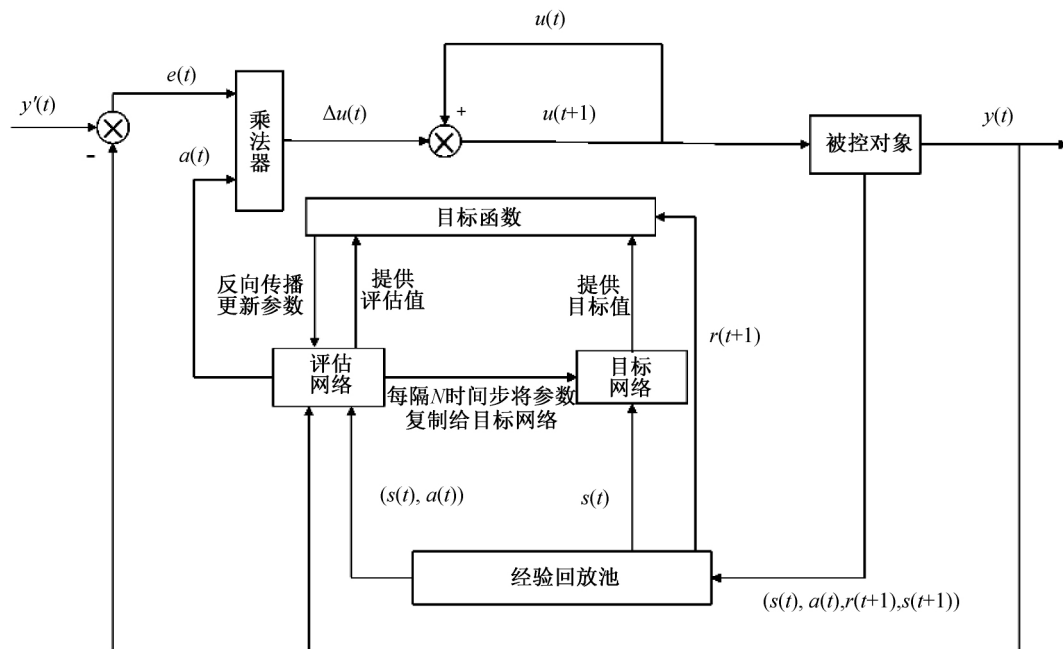 u(t)
e(t)
y′(t)
乘法器
Δu(t)
+
u(t+1)
被控对象
y(t)
-
a(t)
目标函数
反向传播
更新参数
提供
评估值
提供
目标值
r(t+1)
评估
网络
目标
网络
每隔N时间步将参数
复制给目标网络
(s(t), a(t))
s(t)
经验回放池
(s(t), a(t),r(t+1),s(t+1))